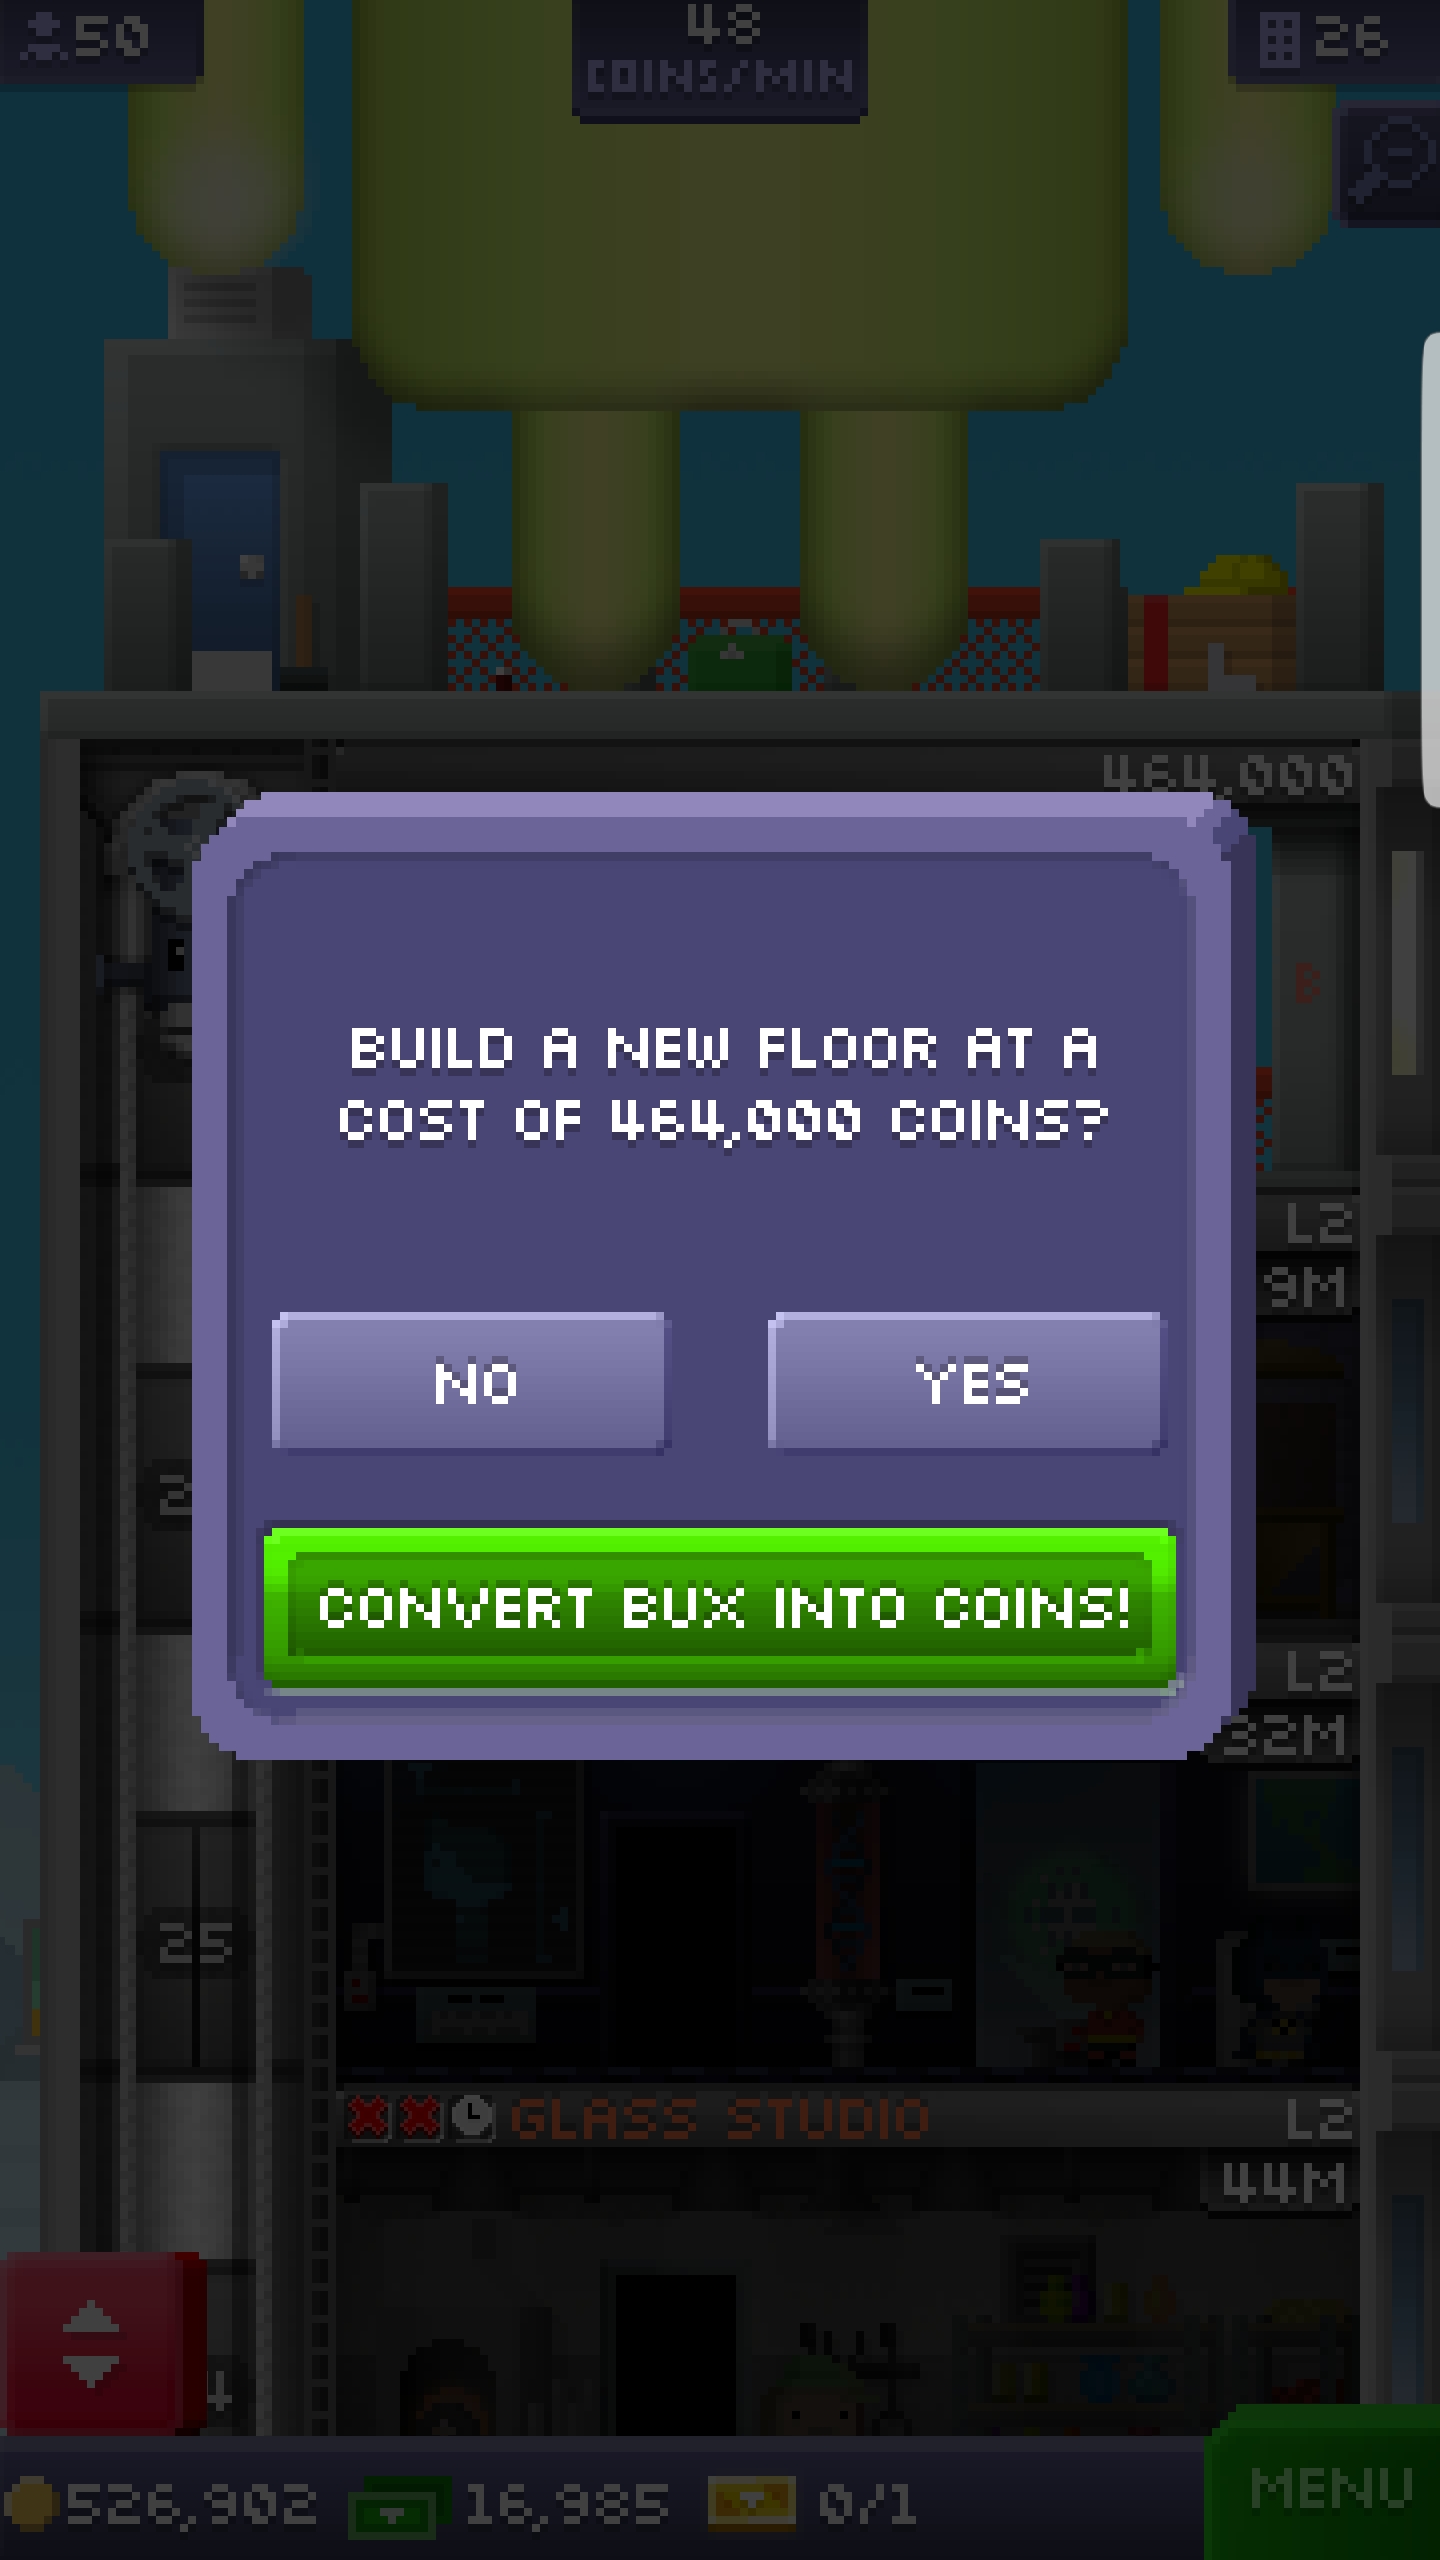 50
48
COINS/MIN
26
464,000
B
BUILD A NEW FLOOR AT A
COST OF 464,000 COINS?
L2
9M
NO
YES
CONVERT BUX INTO COINS!
L2
32M
25
GLASS STUDIO
L2
44M
526,902
16,985
0/1
MENU